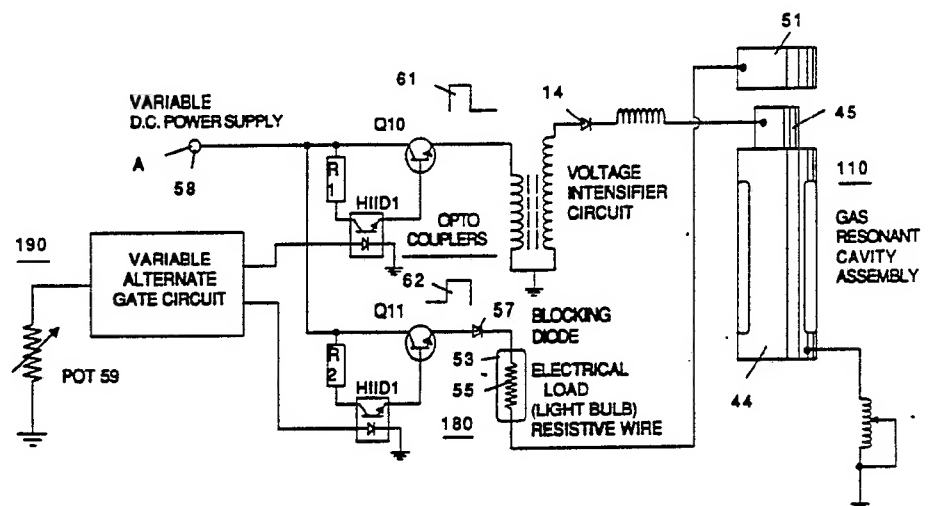 51
61
14
VARIABLE
D.C. POWER SUPPLY
Q10
45
A
58
R
1
HIID1
OPTO
COUPLERS
VOLTAGE
INTENSIFIER
CIRCUIT
110
GAS
RESONANT
CAVITY
ASSEMBLY
190
VARIABLE
ALTERNATE
GATE CIRCUIT
62
Q11
57
BLOCKING
DIODE
POT 59
R
2
HIID1
53
55
ELECTRICAL
LOAD
(LIGHT BULB)
RESISTIVE WIRE
44
180